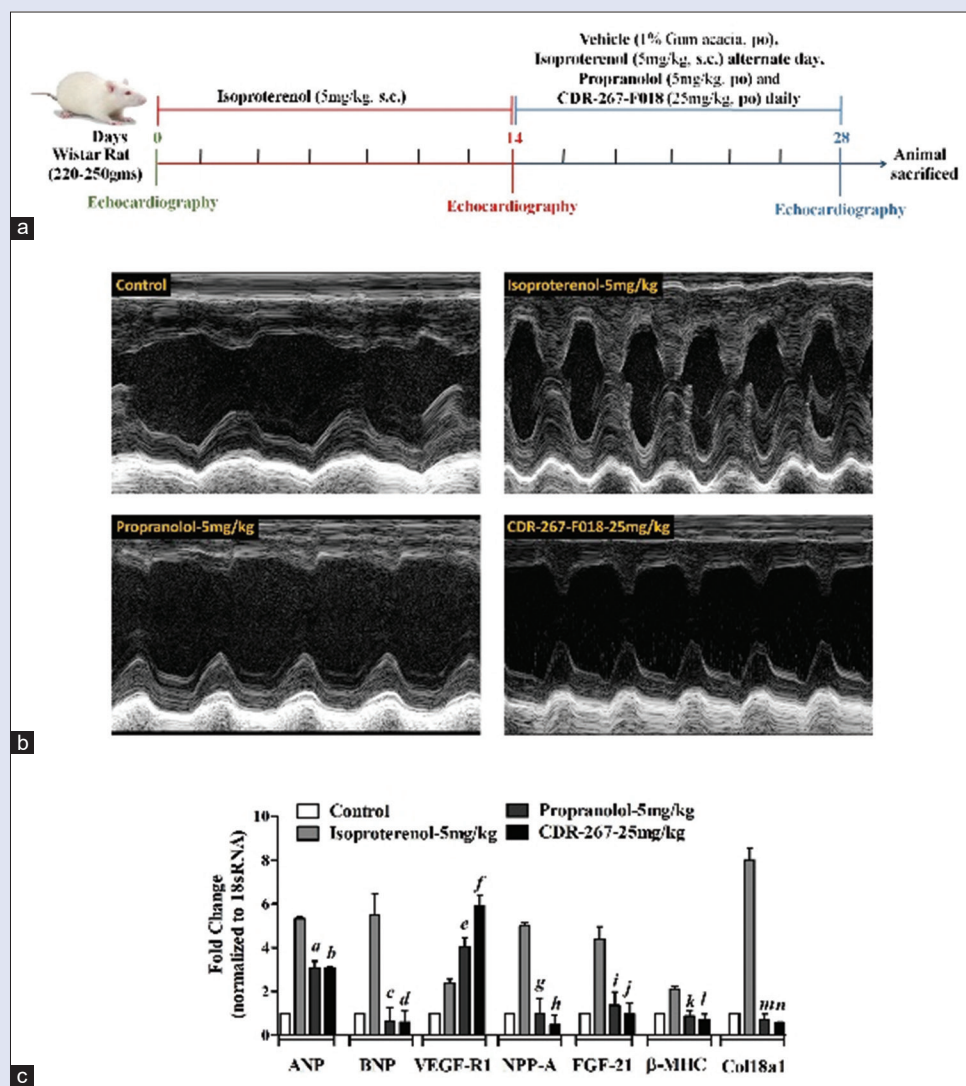 Vehicle (1% Gum acacia, po),
Isoproterenol (5mg/kg, s.c.) alternate day,
Propranolol (5mg/kg, po) and
CDR-267-F018 (25mg/kg, po) daily
Isoproterenol (5mg/kg, s.c.)
Days 0 14 28
Wistar Rat
(220-250gms)
Animal
sacrificed
Echocardiography Echocardiography Echocardiography
a
Control
Isoproterenol-5mg/kg
Propranolol-5mg/kg
CDR-267-F018-25mg/kg
b
Control
Isoproterenol-5mg/kg
Propranolol-5mg/kg
CDR-267-25mg/kg
Fold Change
(normalized to 18sRNA)
10
8
6
4
2
0
a b c d e f g h i j k l m n
ANP BNP VEGF-R1 NPP-A FGF-21 β-MHC Col18a1
c